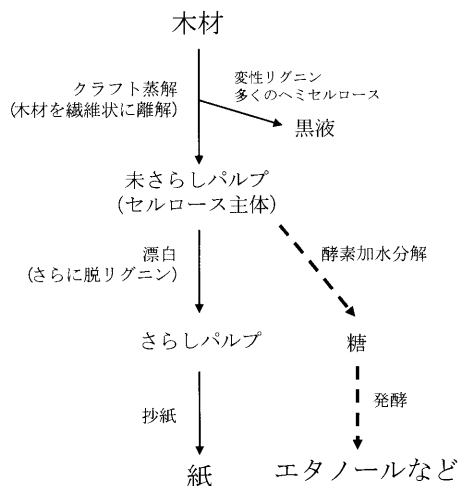 木材
クラフト蒸解
(木材を繊維状に離解)
変性リグニン
多くのヘミセルロース
黒液
未さらしパルプ
(セルロース主体)
漂白
(さらに脱リグニン)
酵素加水分解
さらしパルプ
糖
抄紙
発酵
紙
エタノールなど